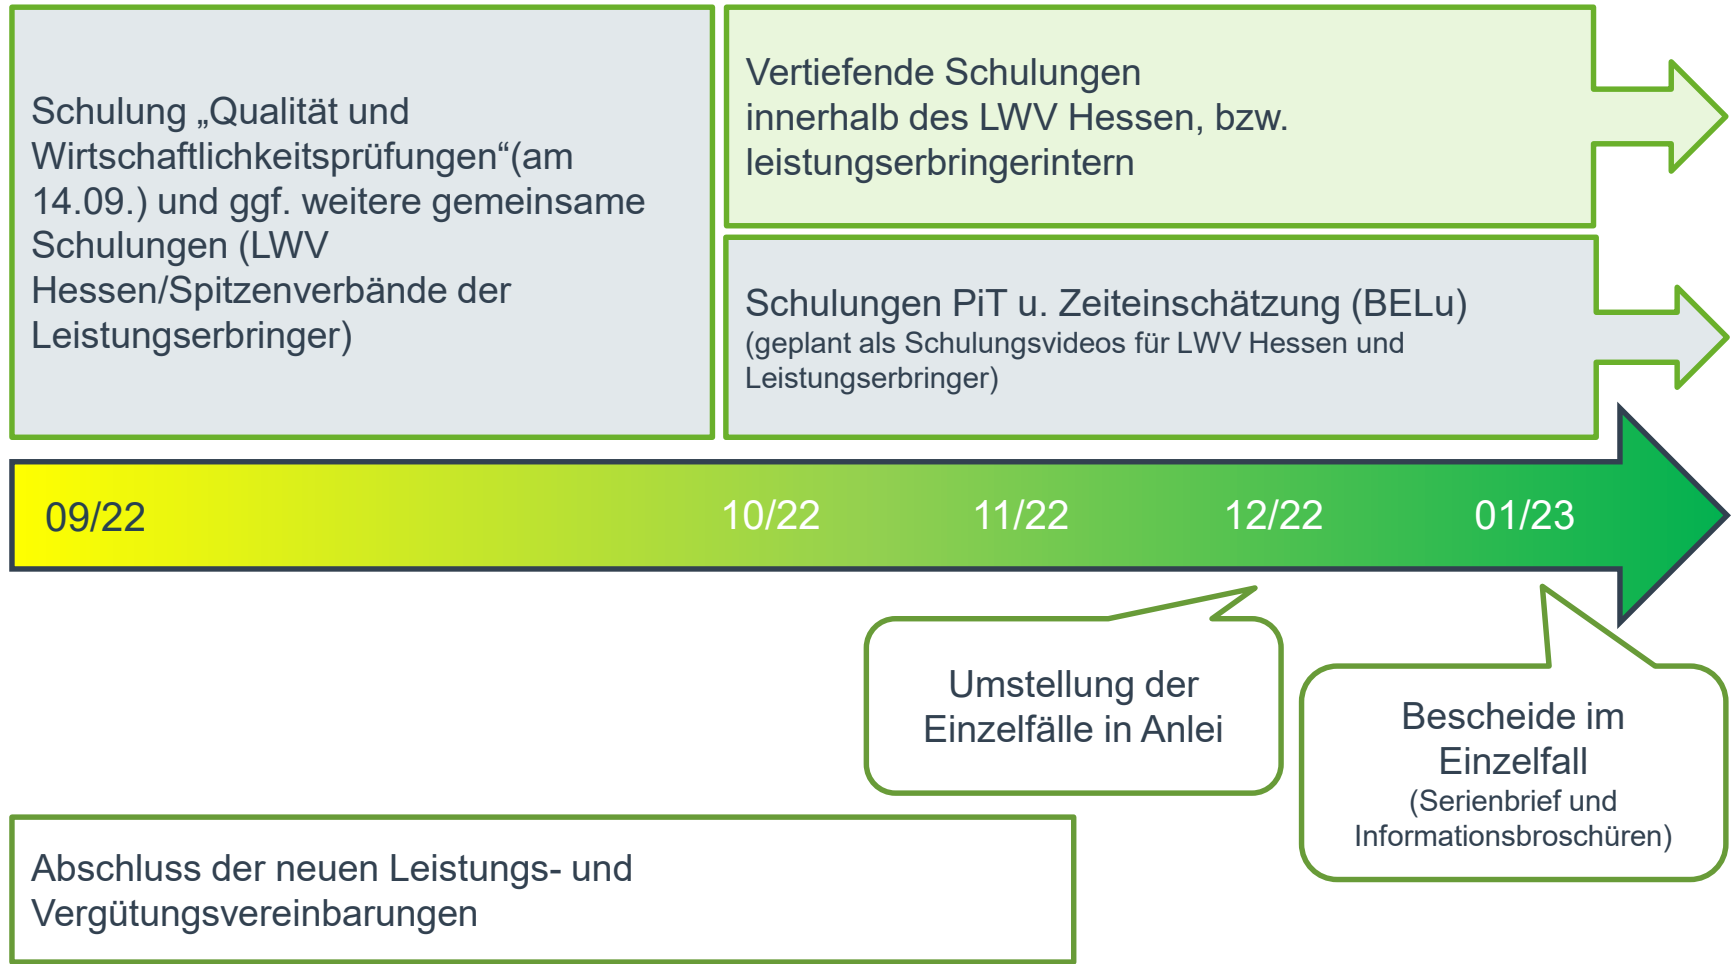 Schulung „Qualität und
Wirtschaftlichkeitsprüfungen“(am
14.09.) und ggf. weitere gemeinsame
Schulungen (LWV
Hessen/Spitzenverbände der
Leistungserbringer)
Vertiefende Schulungen
innerhalb des LWV Hessen, bzw.
leistungserbringerintern
Schulungen PiT u. Zeiteinschätzung (BELu)
(geplant als Schulungsvideos für LWV Hessen und
Leistungserbringer)
09/22
10/22
11/22
12/22
01/23
Umstellung der
Einzelfälle in Anlei
Bescheide im
Einzelfall
(Serienbrief und
Informationsbroschüren)
Abschluss der neuen Leistungs- und
Vergütungsvereinbarungen